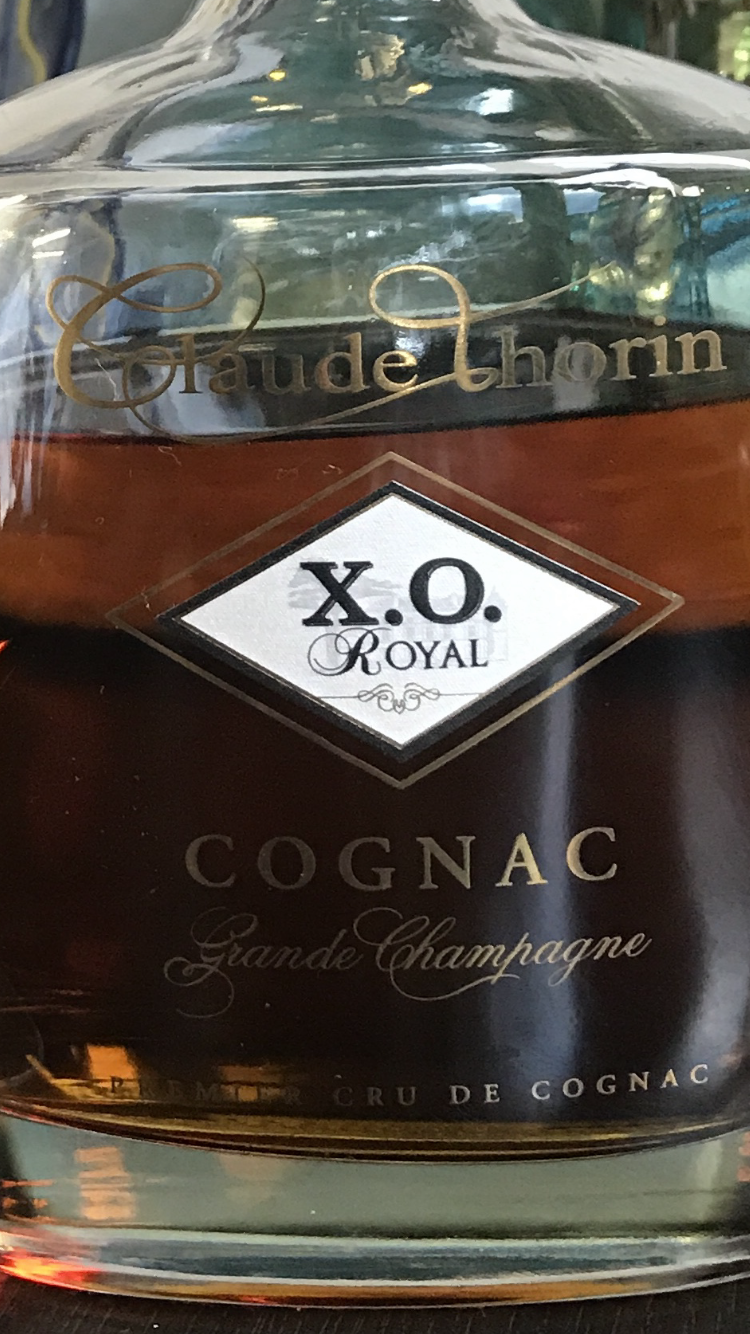 Claude Thorin
X.O.
ROYAL
COGNAC
Grande Champagne
PREMIER CRU DE COGNAC